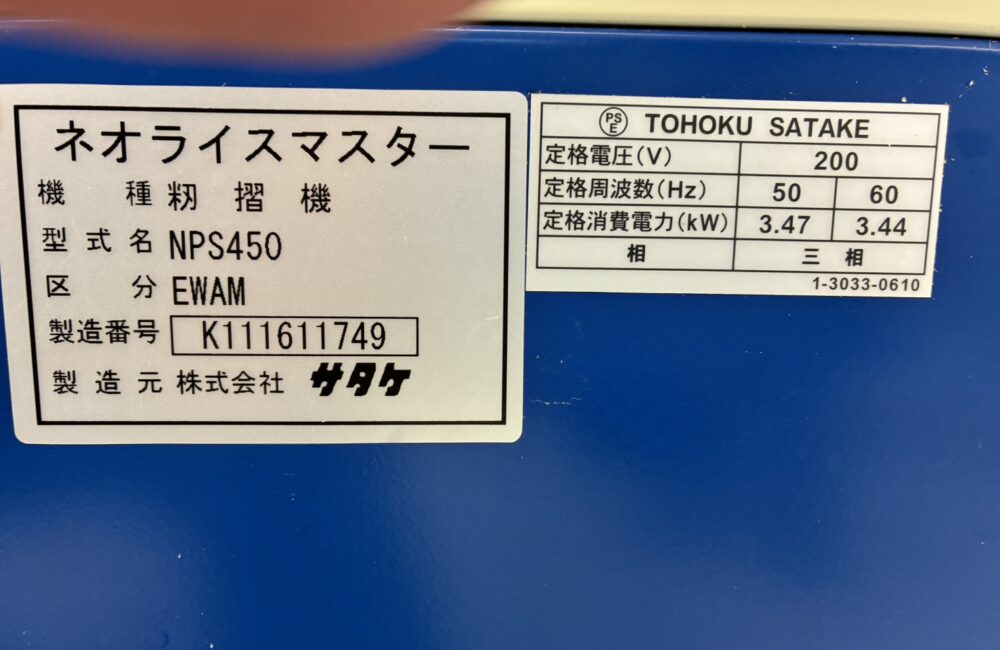 ネオライスマスター
機種 籾摺機
型式名 NPS450
区分 EWAM
製造番号 K111611749
製造元 株式会社 サタケ
PSE TOHOKU SATAKE
定格電圧(V) 200
定格周波数(Hz) 50 60
定格消費電力(kW) 3.47 3.44
相 三相
1-3033-0610